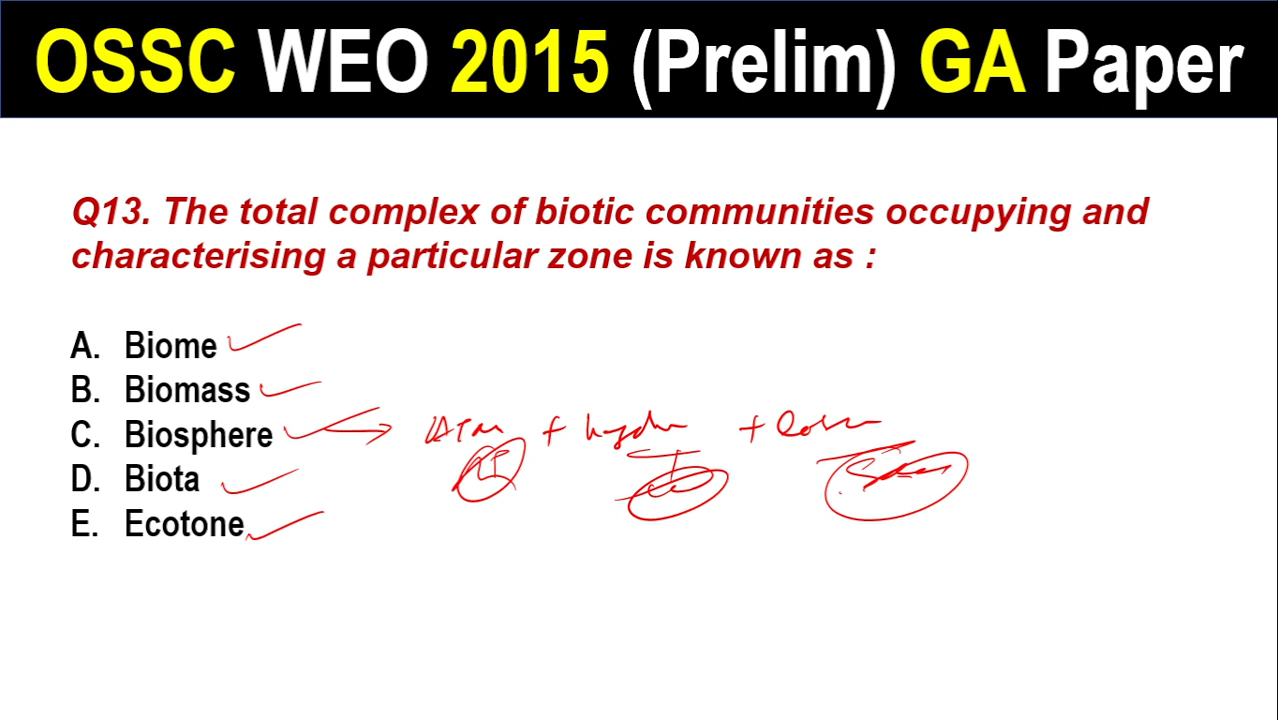 OSSC WEO 2015 (Prelim) GA Paper
Q13. The total complex of biotic communities occupying and
characterising a particular zone is known as :
A. Biome
B. Biomass
C. Biosphere
D. Biota
E. Ecotone